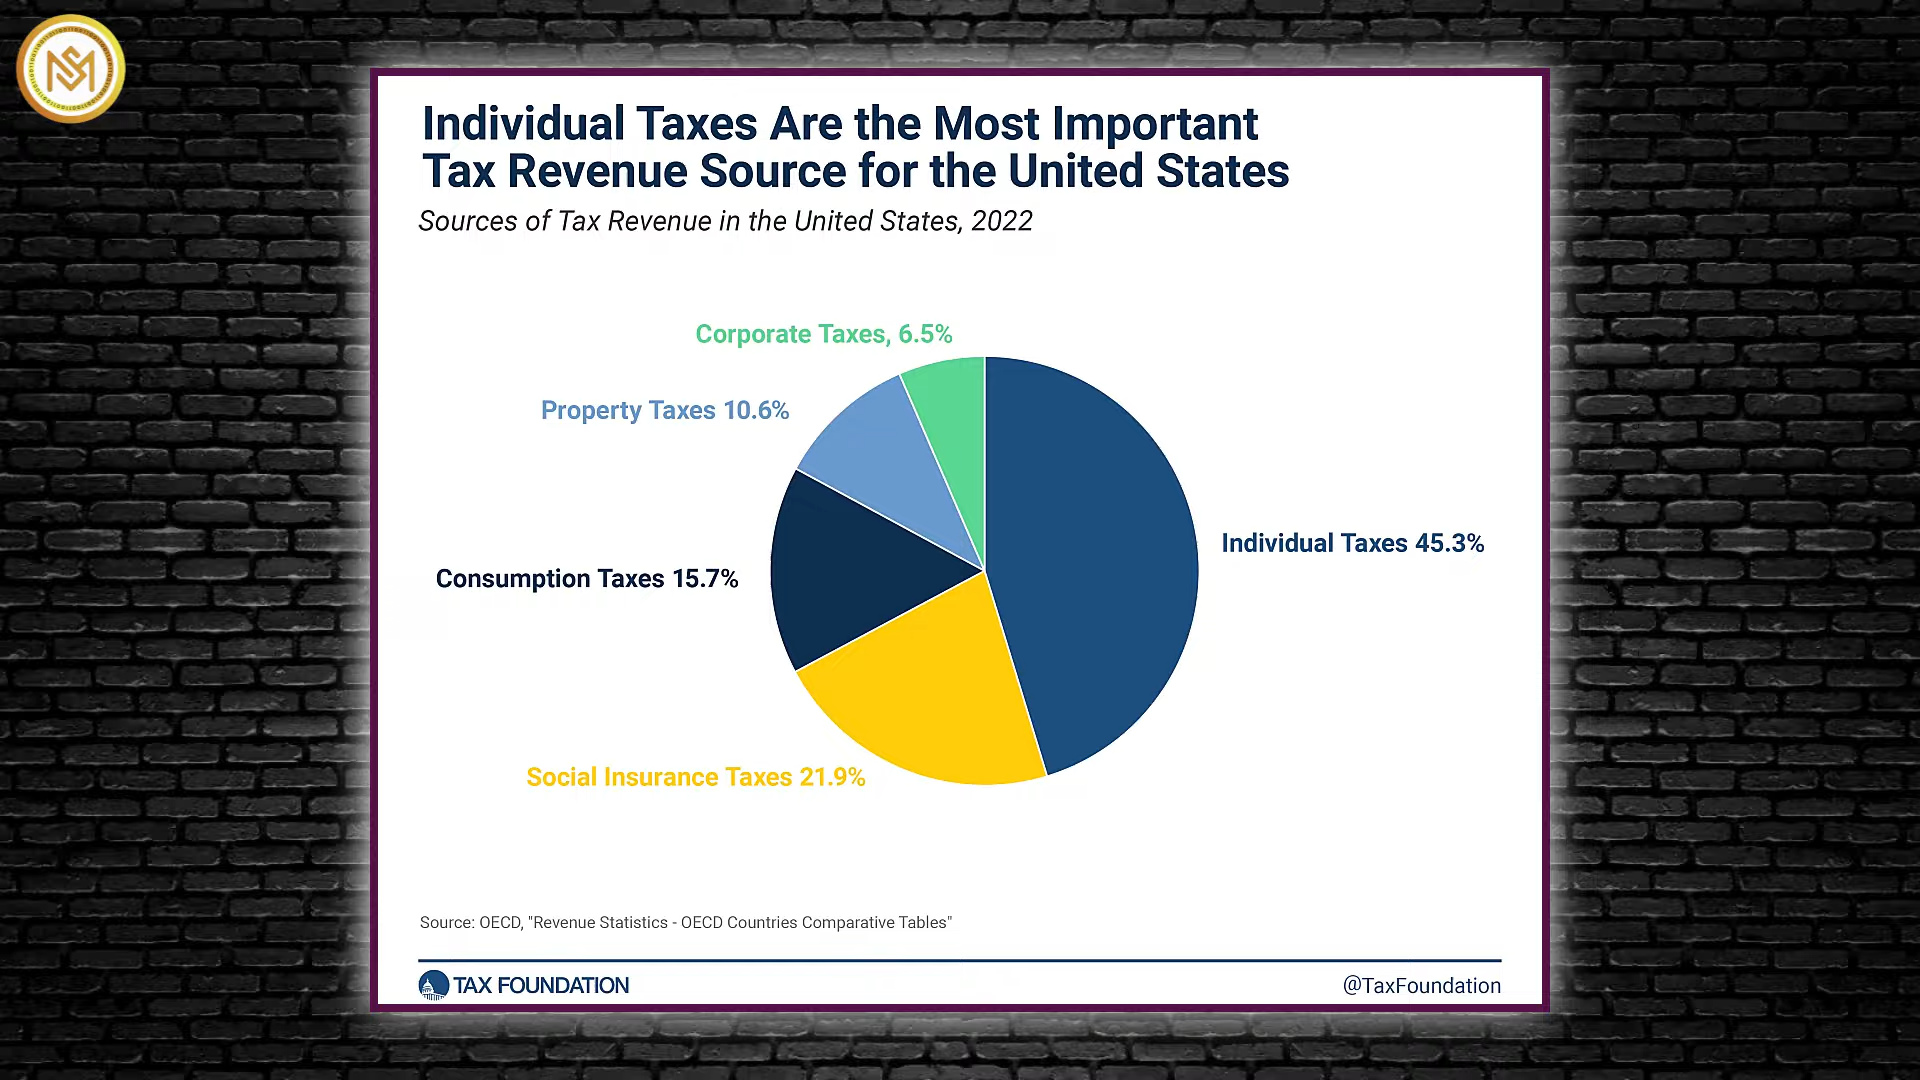 Individual Taxes Are the Most Important
Tax Revenue Source for the United States
Sources of Tax Revenue in the United States, 2022
Corporate Taxes, 6.5%
Property Taxes 10.6%
Individual Taxes 45.3%
Consumption Taxes 15.7%
Social Insurance Taxes 21.9%
Source: OECD, "Revenue Statistics - OECD Countries Comparative Tables"
TAX FOUNDATION
@TaxFoundation